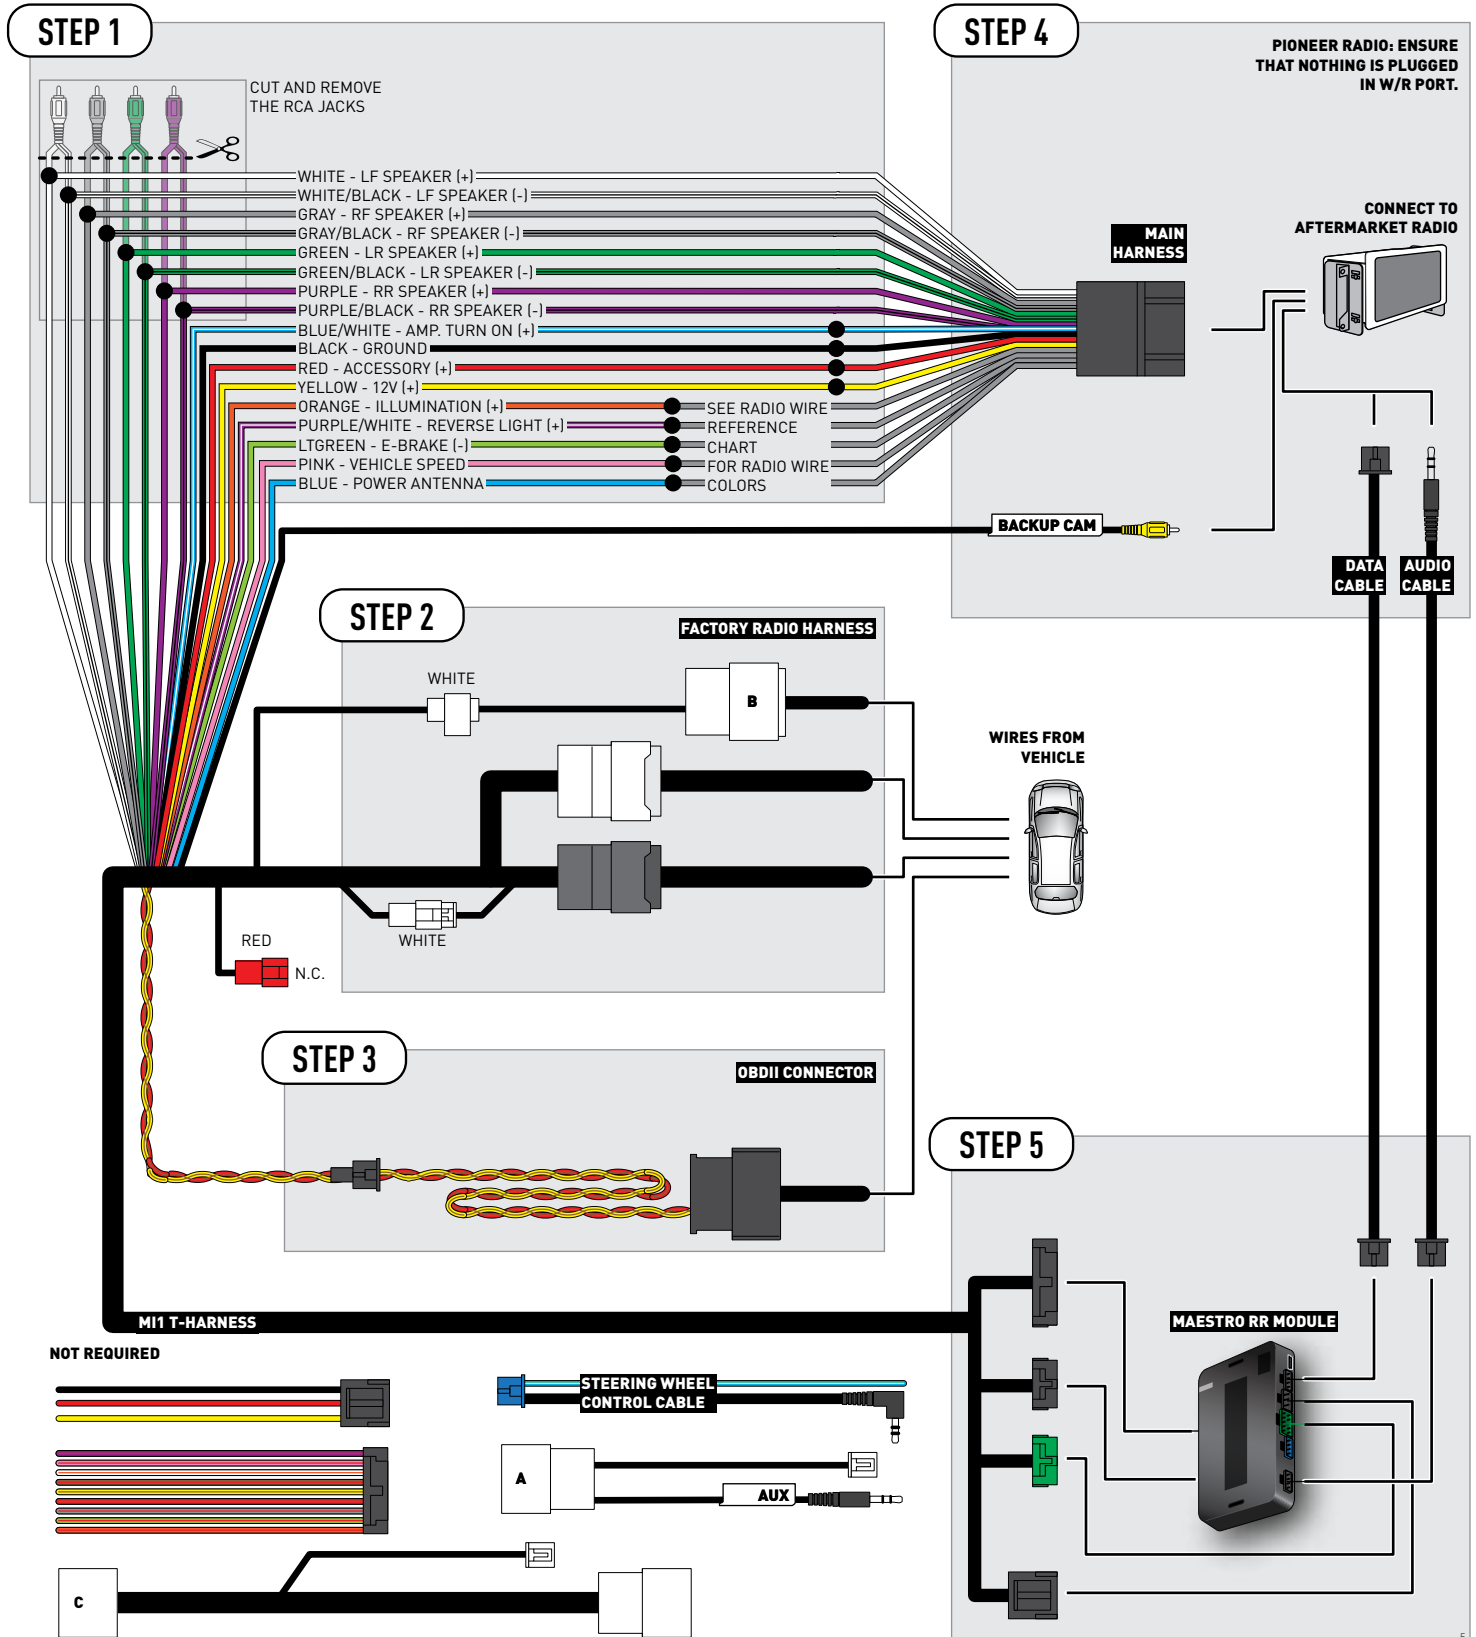 STEP 1
CUT AND REMOVE
THE RCA JACKS
WHITE - LF SPEAKER (+)
WHITE/BLACK - LF SPEAKER (-)
GRAY - RF SPEAKER (+)
GRAY/BLACK - RF SPEAKER (-)
GREEN - LR SPEAKER (+)
GREEN/BLACK - LR SPEAKER (-)
PURPLE - RR SPEAKER (+)
PURPLE/BLACK - RR SPEAKER (-)
BLUE/WHITE - AMP. TURN ON (+)
BLACK - GROUND
RED - ACCESSORY (+)
YELLOW - 12V (+)
ORANGE - ILLUMINATION (+)
PURPLE/WHITE - REVERSE LIGHT (+)
LTGREEN - E-BRAKE (-)
PINK - VEHICLE SPEED
BLUE - POWER ANTENNA
SEE RADIO WIRE
REFERENCE
CHART
FOR RADIO WIRE
COLORS
STEP 4
PIONEER RADIO: ENSURE
THAT NOTHING IS PLUGGED
IN W/R PORT.
CONNECT TO
AFTERMARKET RADIO
MAIN
HARNESS
BACKUP CAM
DATA
CABLE
AUDIO
CABLE
STEP 2
FACTORY RADIO HARNESS
WHITE
B
WIRES FROM
VEHICLE
WHITE
RED
N.C.
STEP 3
OBDII CONNECTOR
STEP 5
MAESTRO RR MODULE
MI1 T-HARNESS
NOT REQUIRED
STEERING WHEEL
CONTROL CABLE
A
AUX
C
5